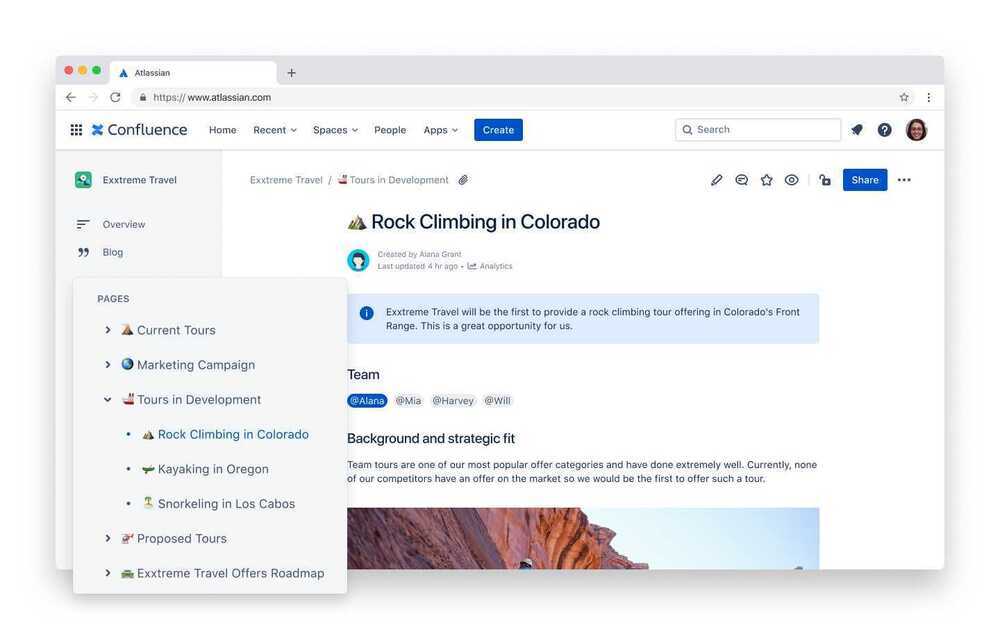 Atlassian
https://www.atlassian.com
Confluence Home Recent Spaces People Apps Create Search
Exxtreme Travel
Overview
Blog
PAGES
Current Tours
Marketing Campaign
Tours in Development
Rock Climbing in Colorado
Kayaking in Oregon
Snorkeling in Los Cabos
Proposed Tours
Exxtreme Travel Offers Roadmap
Exxtreme Travel / Tours in Development Share
Rock Climbing in Colorado
Created by Alana Grant
Last updated 4 hr ago • Analytics
Exxtreme Travel will be the first to provide a rock climbing tour offering in Colorado's Front
Range. This is a great opportunity for us.
Team
@Alana @Mia @Harvey @Will
Background and strategic fit
Team tours are one of our most popular offer categories and have done extremely well. Currently, none
of our competitors have an offer on the market so we would be the first to offer such a tour.